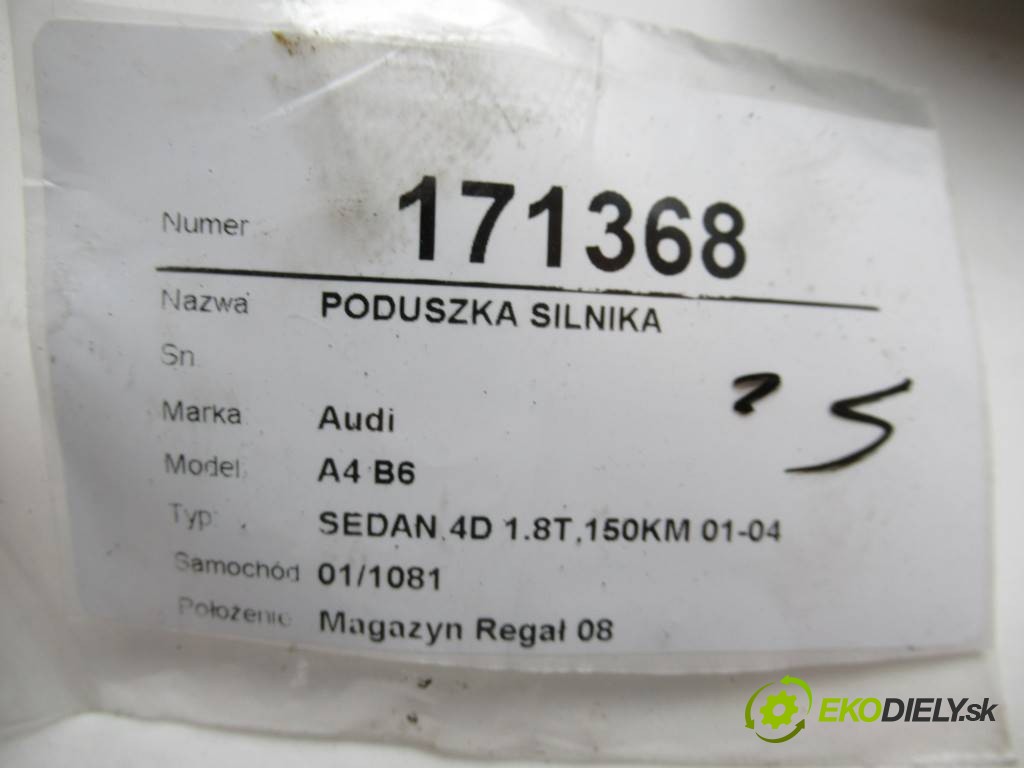 Numer 171368
Nazwa PODUSZKA SILNIKA
Sn
Marka Audi
Model A4 B6
Typ: SEDAN,4D 1.8T,150KM 01-04
Samochód 01/1081
Położenie Magazyn Regał 08
EKODIELY.sk